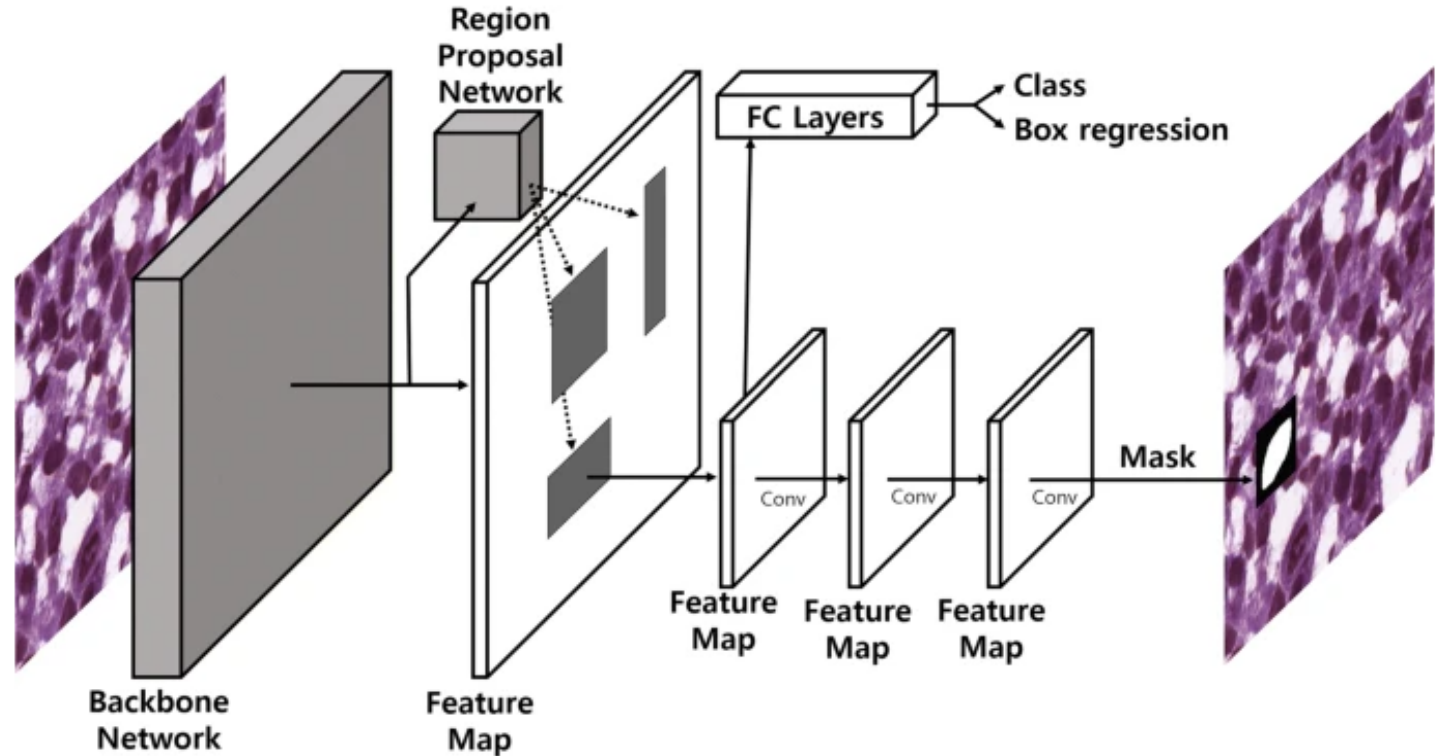 Region
Proposal
Network
FC Layers
Class
Box regression
Mask
Conv
Conv
Conv
Feature
Map
Feature
Map
Feature
Map
Backbone
Network
Feature
Map